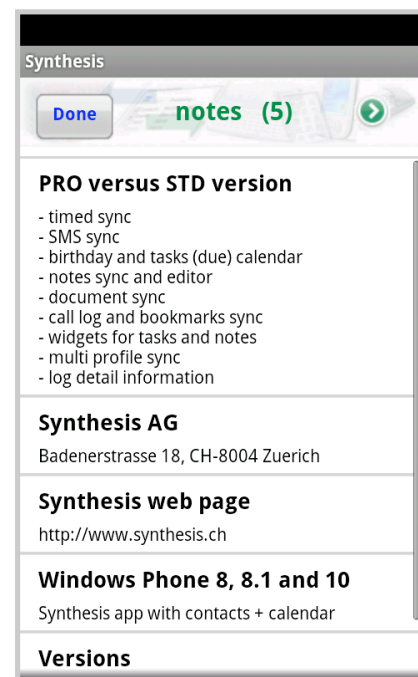 Synthesis
Done
notes (5)
PRO versus STD version
- timed sync
- SMS sync
- birthday and tasks (due) calendar
- notes sync and editor
- document sync
- call log and bookmarks sync
- widgets for tasks and notes
- multi profile sync
- log detail information
Synthesis AG
Badenerstrasse 18, CH-8004 Zuerich
Synthesis web page
http://www.synthesis.ch
Windows Phone 8, 8.1 and 10
Synthesis app with contacts + calendar
Versions